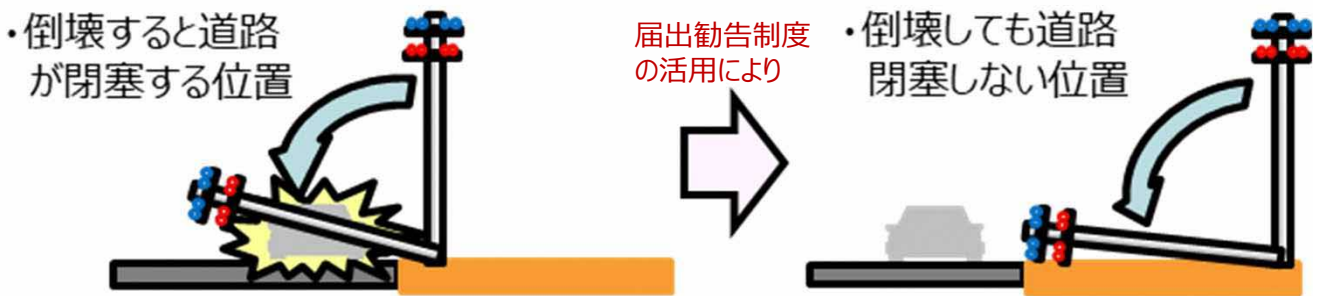 ・倒壊すると道路
が閉塞する位置
届出勧告制度
の活用により
・倒壊しても道路
閉塞しない位置